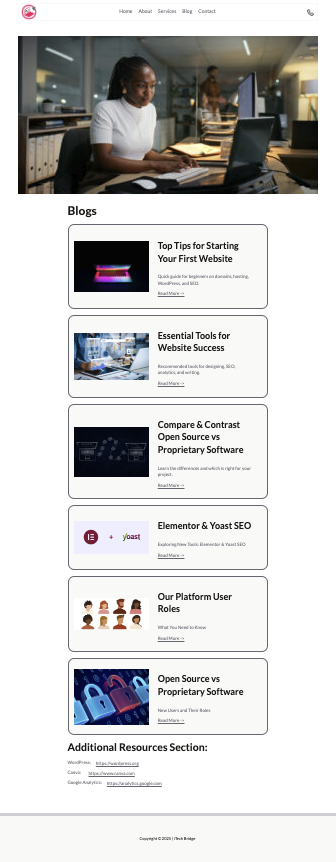 Home About Services Blog Contact
Blogs
Top Tips for Starting
Your First Website
Quick guide for beginners on domains, hosting,
WordPress, and SEO.
Read More ->
Essential Tools for
Website Success
Recommended tools for designing, SEO,
analytics, and writing.
Read More ->
Compare & Contrast
Open Source vs
Proprietary Software
Learn the differences and which is right for your
project.
Read More ->
+ yoast
Elementor & Yoast SEO
Exploring New Tools: Elementor & Yoast SEO
Read More ->
Our Platform User
Roles
What You Need to Know
Read More ->
Open Source vs
Proprietary Software
New Users and Their Roles
Read More ->
Additional Resources Section:
WordPress: https://wordpress.org
Canva: https://www.canva.com
Google Analytics: https://analytics.google.com
Copyright © 2025 | iTech Bridge